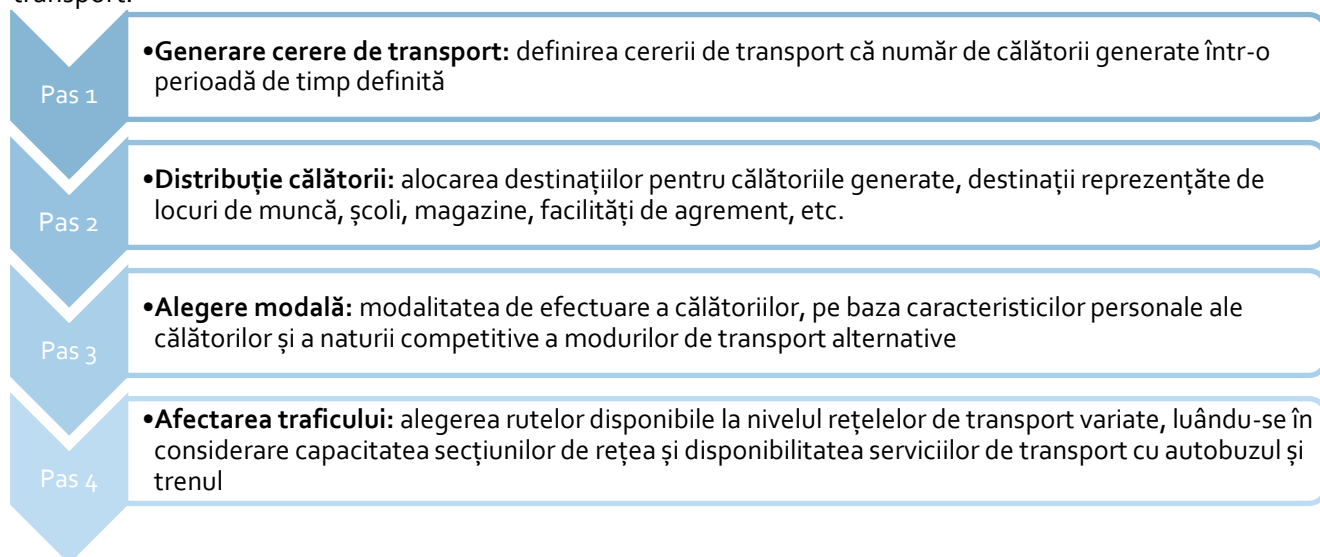 transport.
Pas 1
•Generare cerere de transport: definirea cererii de transport că număr de călătorii generate într-o
perioadă de timp definită
Pas 2
•Distribuție călătorii: alocarea destinațiilor pentru călătoriile generate, destinații reprezențăte de
locuri de muncă, școli, magazine, facilități de agrement, etc.
Pas 3
•Alegere modală: modalitatea de efectuare a călătoriilor, pe baza caracteristicilor personale ale
călătorilor și a naturii competitive a modurilor de transport alternative
Pas 4
•Afectarea traficului: alegerea rutelor disponibile la nivelul rețelelor de transport variate, luându-se în
considerare capacitatea secțiunilor de rețea și disponibilitatea serviciilor de transport cu autobuzul și
trenul